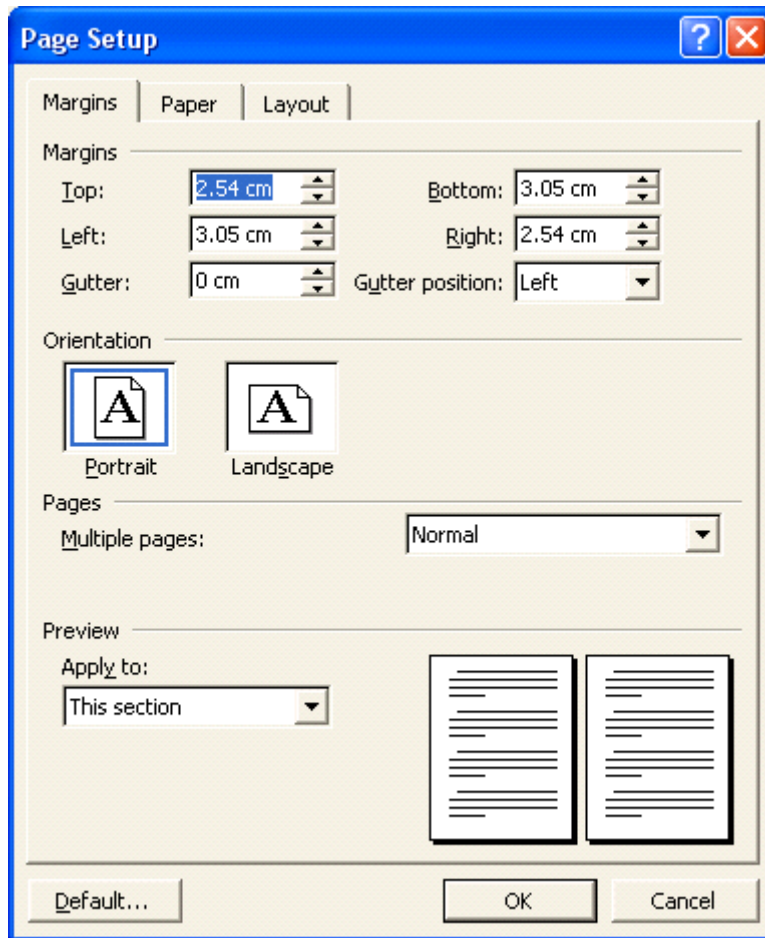 Page Setup
Margins Paper Layout
Margins
Top: 2.54 cm Bottom: 3.05 cm
Left: 3.05 cm Right: 2.54 cm
Gutter: 0 cm Gutter position: Left
Orientation
A A
Portrait Landscape
Pages
Multiple pages: Normal
Preview
Apply to:
This section
Default... OK Cancel